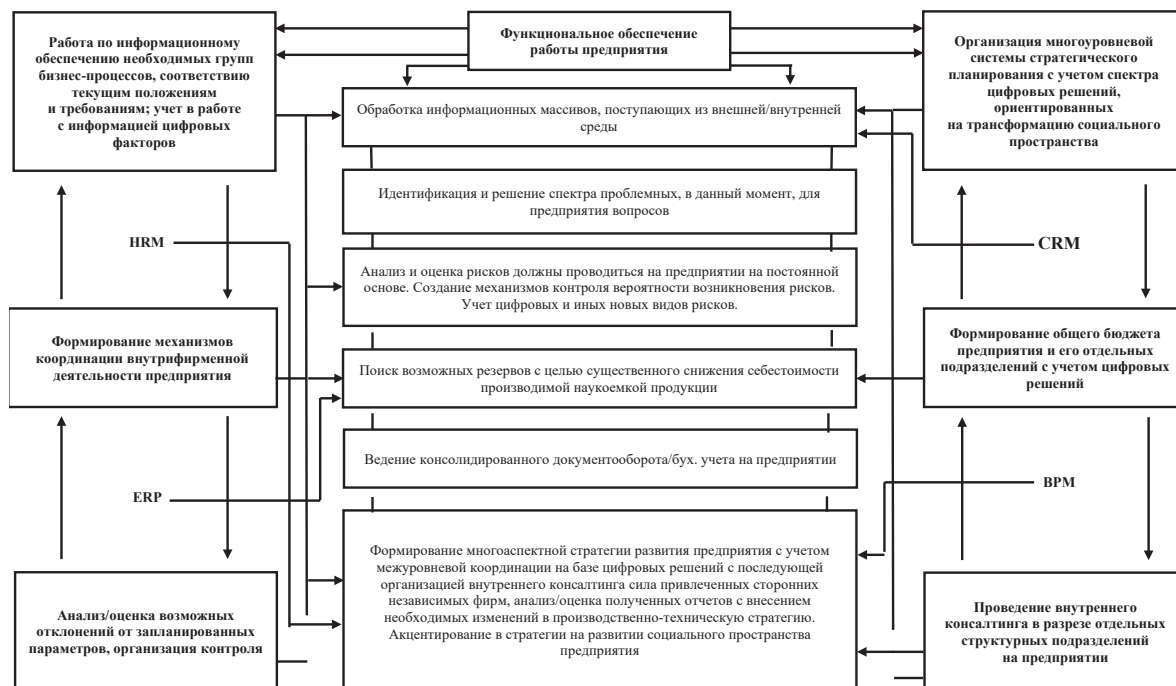 Функциональное обеспечение
работы предприятия
Работа по информационному
обеспечению необходимых групп
бизнес-процессов, соответствию
текущим положениям
и требованиям; учет в работе
с информацией цифровых
факторов
Организация многоуровневой
системы стратегического
планирования с учетом спектра
цифровых решений,
ориентированных
на трансформацию социального
пространства
Обработка информационных массивов, поступающих из внешней/внутренней
среды
Идентификация и решение спектра проблемных, в данный момент, для
предприятия вопросов
HRM
CRM
Анализ и оценка рисков должны проводиться на предприятии на постоянной
основе. Создание механизмов контроля вероятности возникновения рисков.
Учет цифровых и иных новых видов рисков.
Формирование механизмов
координации внутрифирменной
деятельности предприятия
Поиск возможных резервов с целью существенного снижения себестоимости
производимой наукоемкой продукции
Формирование общего бюджета
предприятия и его отдельных
подразделений с учетом цифровых
решений
Ведение консолидированного документооборота/бух. учета на предприятии
ERP
BPM
Формирование многоаспектной стратегии развития предприятия с учетом
межуровневой координации на базе цифровых решений с последующей
организацией внутреннего консалтинга сила привлеченных сторонних
независимых фирм, анализ/оценка полученных отчетов с внесением
необходимых изменений в производственно-техническую стратегию.
Акцентирование в стратегии на развитии социального пространства
предприятия
Анализ/оценка возможных
отклонений от запланированных
параметров, организация контроля
Проведение внутреннего
консалтинга в разрезе отдельных
структурных подразделений
на предприятии